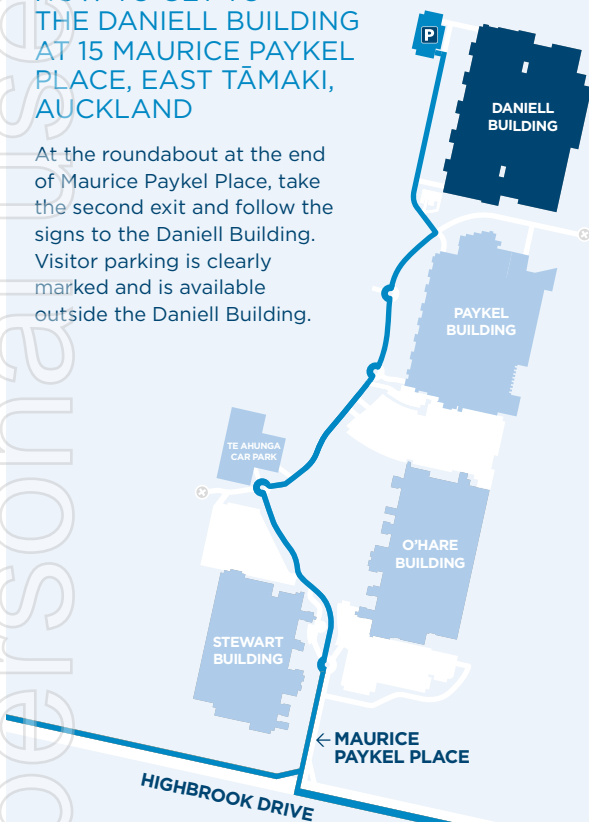 THE DANIELL BUILDING
AT 15 MAURICE PAYKEL
PLACE, EAST TĀMAKI,
AUCKLAND
At the roundabout at the end
of Maurice Paykel Place, take
the second exit and follow the
signs to the Daniell Building.
Visitor parking is clearly
marked and is available
outside the Daniell Building.
P
DANIELL
BUILDING
PAYKEL
BUILDING
TE AHUNGA
CAR PARK
O'HARE
BUILDING
STEWART
BUILDING
← MAURICE
PAYKEL PLACE
HIGHBROOK DRIVE
ersonal use